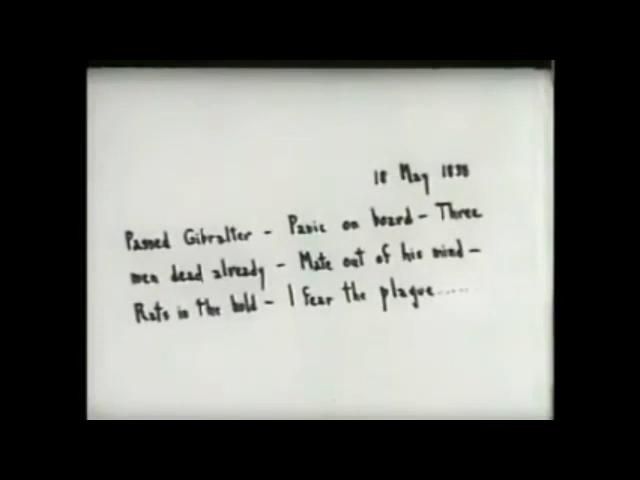 18 May 1838
Passed Gibralter - Panic on board - Three
men dead already - Mate out of his mind -
Rats in the hold - I fear the plague......